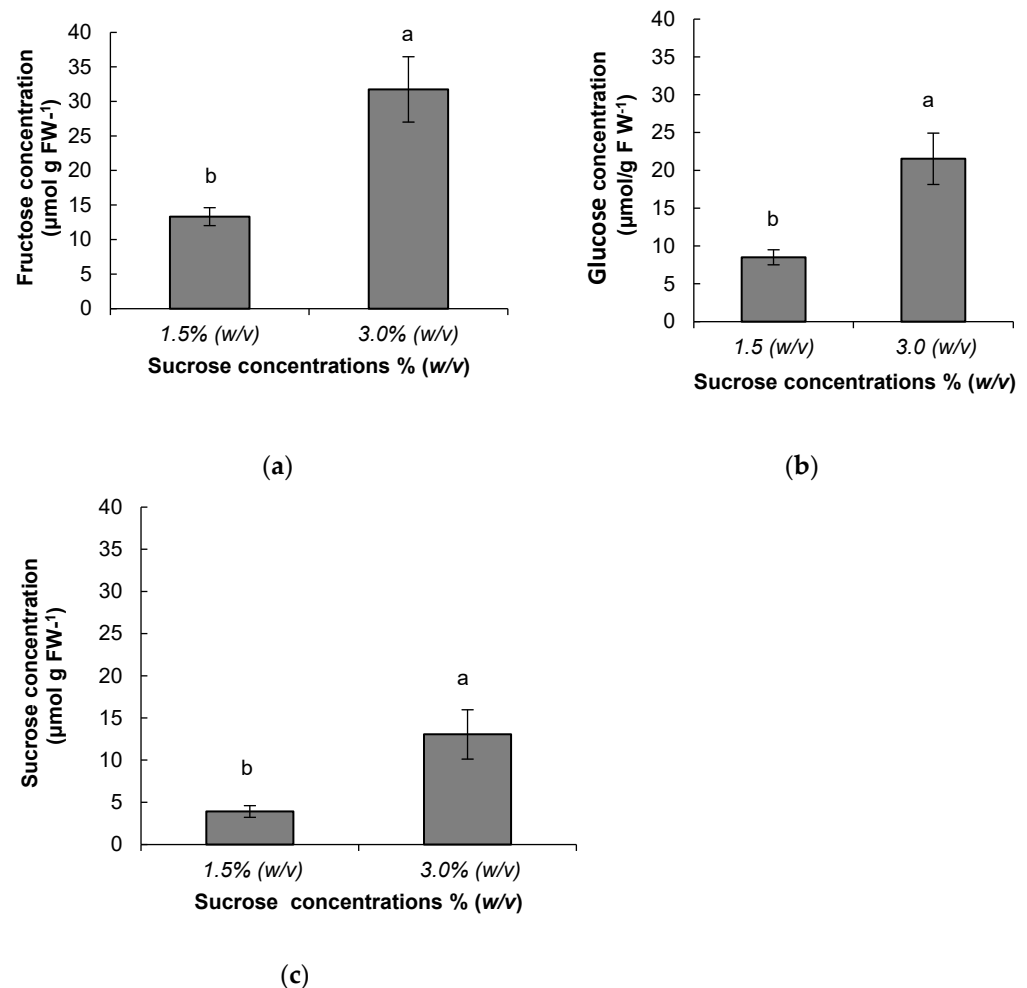 Fructose concentration
(µmol g FW-¹)
40
35
30
25
20
15
10
5
0
b
a
1.5% (w/v)
3.0% (w/v)
Sucrose concentrations % (w/v)
(a)
Glucose concentration
(µmol/g F W-¹)
40
35
30
25
20
15
10
5
0
b
a
1.5 (w/v)
3.0 (w/v)
Sucrose concentrations % (w/v)
(b)
Sucrose concentration
(µmol g FW-¹)
40
35
30
25
20
15
10
5
0
b
a
1.5% (w/v)
3.0% (w/v)
Sucrose  concentrations % (w/v)
(c)